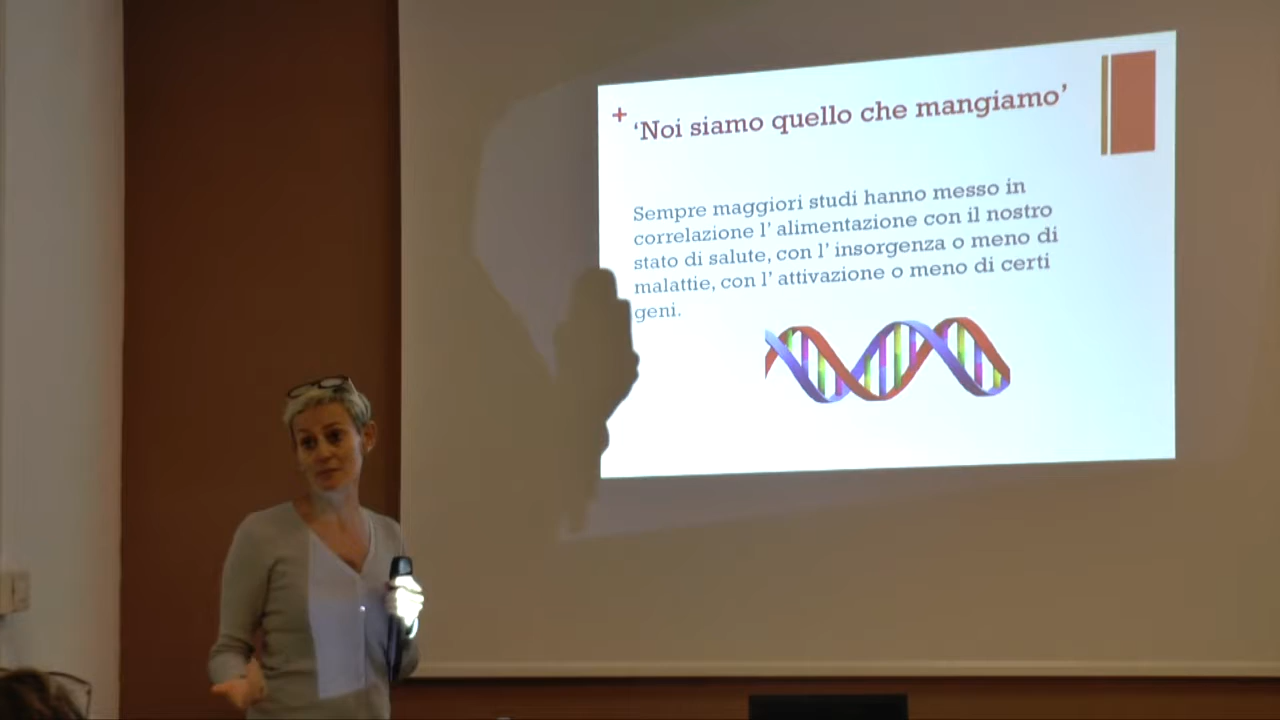 +
‘Noi siamo quello che mangiamo’
Sempre maggiori studi hanno messo in
correlazione l’ alimentazione con il nostro
stato di salute, con l’ insorgenza o meno di
malattie, con l’ attivazione o meno di certi
geni.